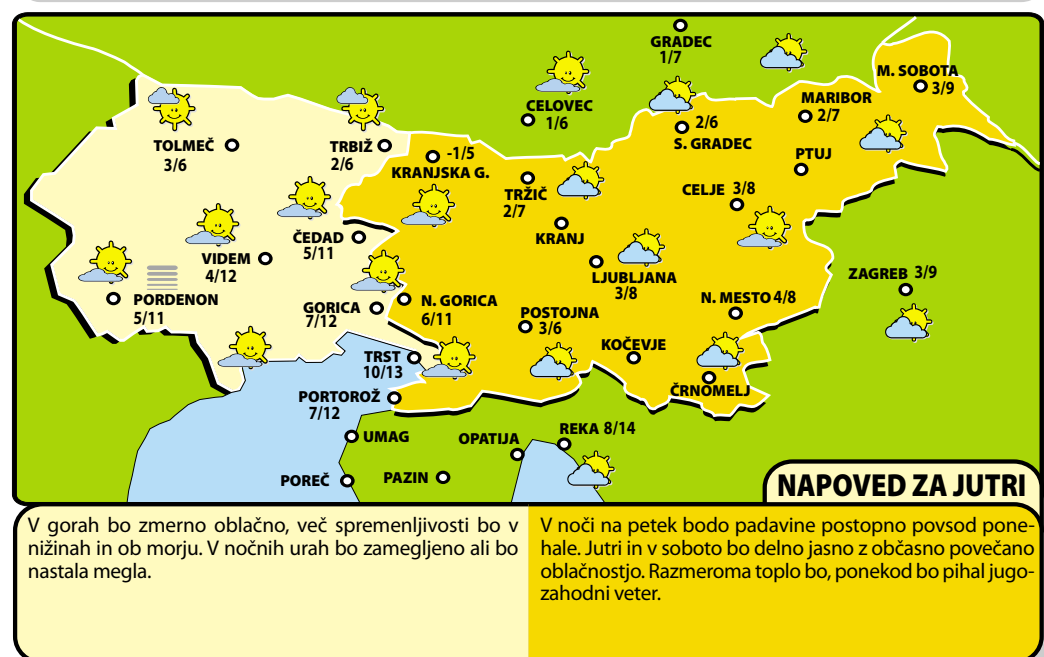 GRADEC
1/7
M. SOBOTA
3/9
CELOVEC
1/6
MARIBOR
2/7
2/6
S. GRADEC
TOLMEČ
3/6
TRBIŽ
2/6
-1/5
KRANJSKA G.
PTUJ
TRŽIČ
2/7
CELJE 3/8
KRANJ
ČEDAD
5/11
VIDEM
4/12
LJUBLJANA
3/8
ZAGREB 3/9
PORDENON
5/11
GORICA
7/12
N. GORICA
6/11
N. MESTO 4/8
POSTOJNA
3/6
KOČEVJE
TRST
10/13
ČRNOMELJ
PORTOROŽ
7/12
UMAG
OPATIJA
REKA 8/14
POREČ
PAZIN
NAPOVED ZA JUTRI
V gorah bo zmerno oblačno, več spremenljivosti bo v
nižinah in ob morju. V nočnih urah bo zamegljeno ali bo
nastala megla.
V noči na petek bodo padavine postopno povsod pone-
hale. Jutri in v soboto bo delno jasno z občasno povečano
oblačnostjo. Razmeroma toplo bo, ponekod bo pihal jugo-
zahodni veter.